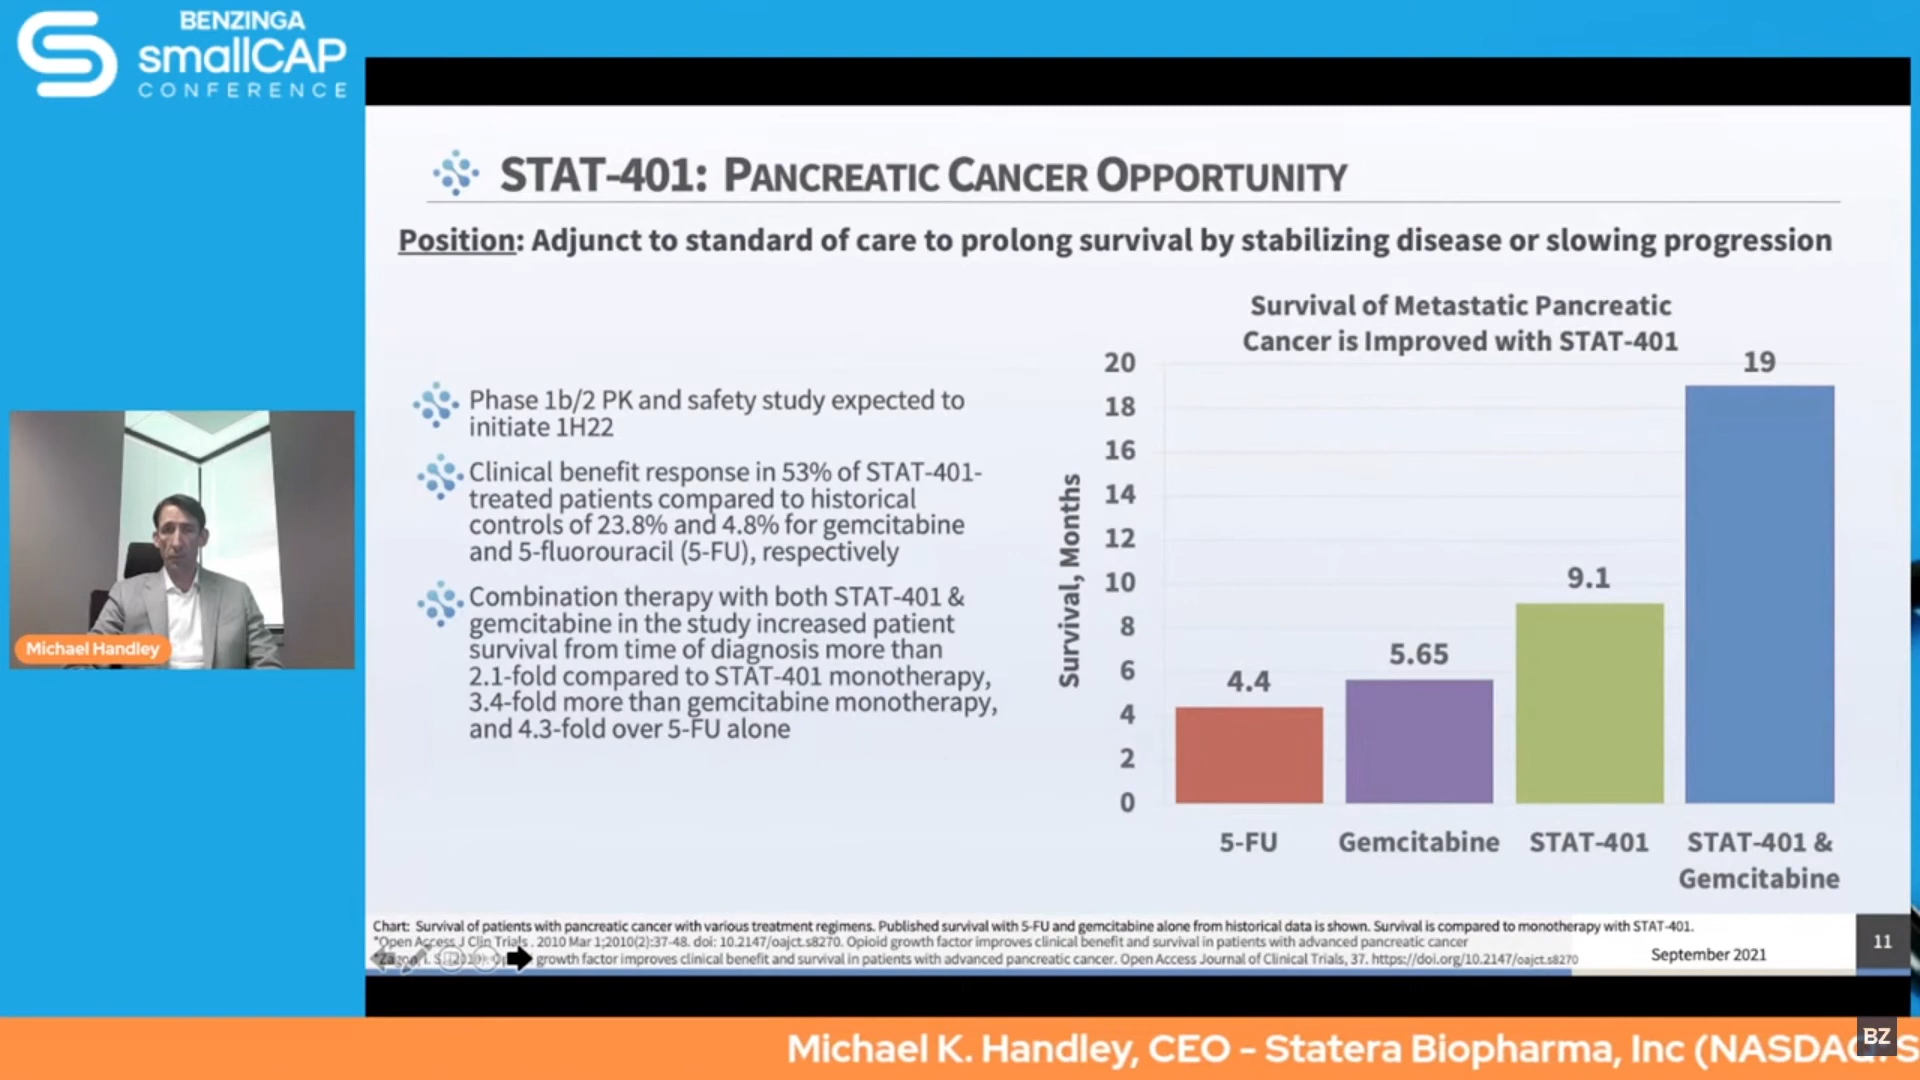 BENZINGA
smallCAP
CONFERENCE
STAT-401: PANCREATIC CANCER OPPORTUNITY
Position: Adjunct to standard of care to prolong survival by stabilizing disease or slowing progression
Phase 1b/2 PK and safety study expected to
initiate 1H22
Clinical benefit response in 53% of STAT-401-
treated patients compared to historical
controls of 23.8% and 4.8% for gemcitabine
and 5-fluorouracil (5-FU), respectively
Combination therapy with both STAT-401 &
gemcitabine in the study increased patient
survival from time of diagnosis more than
2.1-fold compared to STAT-401 monotherapy,
3.4-fold more than gemcitabine monotherapy,
and 4.3-fold over 5-FU alone
Survival of Metastatic Pancreatic
Cancer is Improved with STAT-401
Survival, Months
20
18
16
14
12
10
8
6
4
2
0
4.4
5.65
9.1
19
5-FU
Gemcitabine
STAT-401
STAT-401 &
Gemcitabine
Michael Handley
Chart: Survival of patients with pancreatic cancer with various treatment regimens. Published survival with 5-FU and gemcitabine alone from historical data is shown. Survival is compared to monotherapy with STAT-401.
*Open Access J Clin Trials. 2010 Mar 1;2010(2):37-48. doi: 10.2147/oajct.s8270. Opioid growth factor improves clinical benefit and survival in patients with advanced pancreatic cancer
growth factor improves clinical benefit and survival in patients with advanced pancreatic cancer. Open Access Journal of Clinical Trials, 37. https://doi.org/10.2147/oajct.s8270
September 2021
11
Michael K. Handley, CEO - Statera Biopharma, Inc (NASDAQ: S
BZ